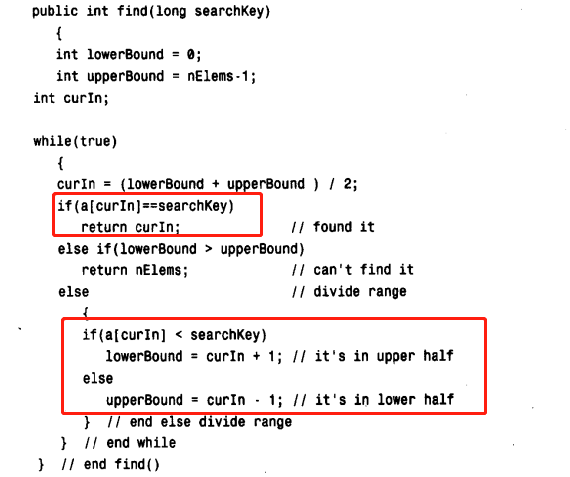 public int find(long searchKey)
{
int lowerBound = 0;
int upperBound = nElems-1;
int curIn;
while(true)
{
curIn = (lowerBound + upperBound ) / 2;
if(a[curIn]==searchKey)
return curIn; // found it
else if(lowerBound > upperBound)
return nElems; // can't find it
else // divide range
{
if(a[curIn] < searchKey)
lowerBound = curIn + 1; // it's in upper half
else
upperBound = curIn - 1; // it's in lower half
} // end else divide range
} // end while
} // end find()